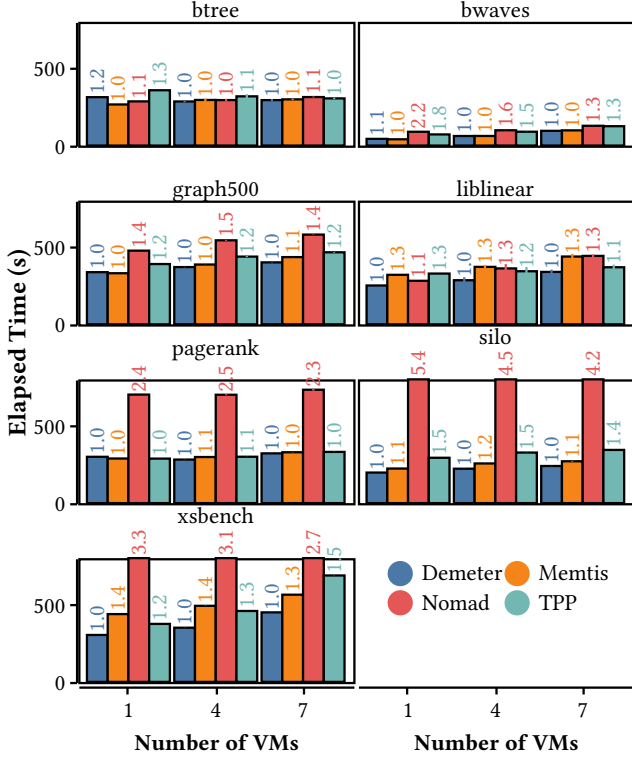 btree
bwaves
500
0
1.2 1.0 1.1 1.3 1.0 1.0 1.0 1.1 1.0 1.0 1.1 1.0
1.1 1.0 2.2 1.8 1.0 1.0 1.6 1.5 1.0 1.0 1.3 1.3
graph500
liblinear
500
0
1.0 1.0 1.4 1.2 1.0 1.0 1.5 1.2 1.0 1.1 1.4 1.2
1.0 1.3 1.1 1.3 1.0 1.3 1.3 1.2 1.0 1.3 1.3 1.1
pagerank
silo
500
0
1.0 1.0 2.4 1.0 1.0 1.1 2.5 1.1 1.0 1.0 2.3 1.0
1.0 1.1 5.4 1.5 1.0 1.2 4.5 1.5 1.0 1.1 4.2 1.4
xsbench
500
0
1.0 1.4 3.3 1.2 1.0 1.4 3.1 1.3 1.0 1.3 2.7 1.5
Elapsed Time (s)
Demeter Memtis
Nomad TPP
1 4 7
1 4 7
Number of VMs
Number of VMs